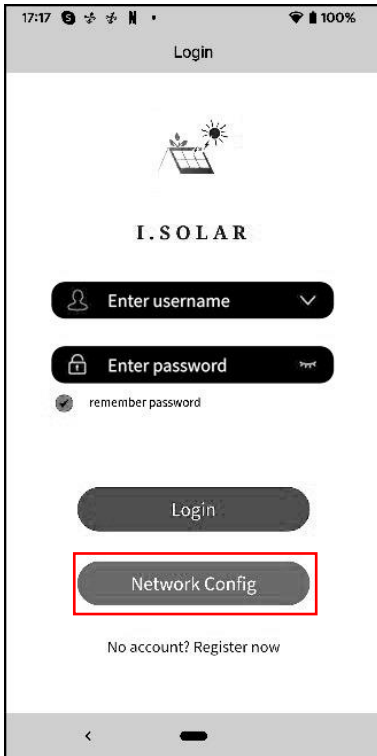 17:17 100%
Login
I.SOLAR
Enter username
Enter password
remember password
Login
Network Config
No account? Register now